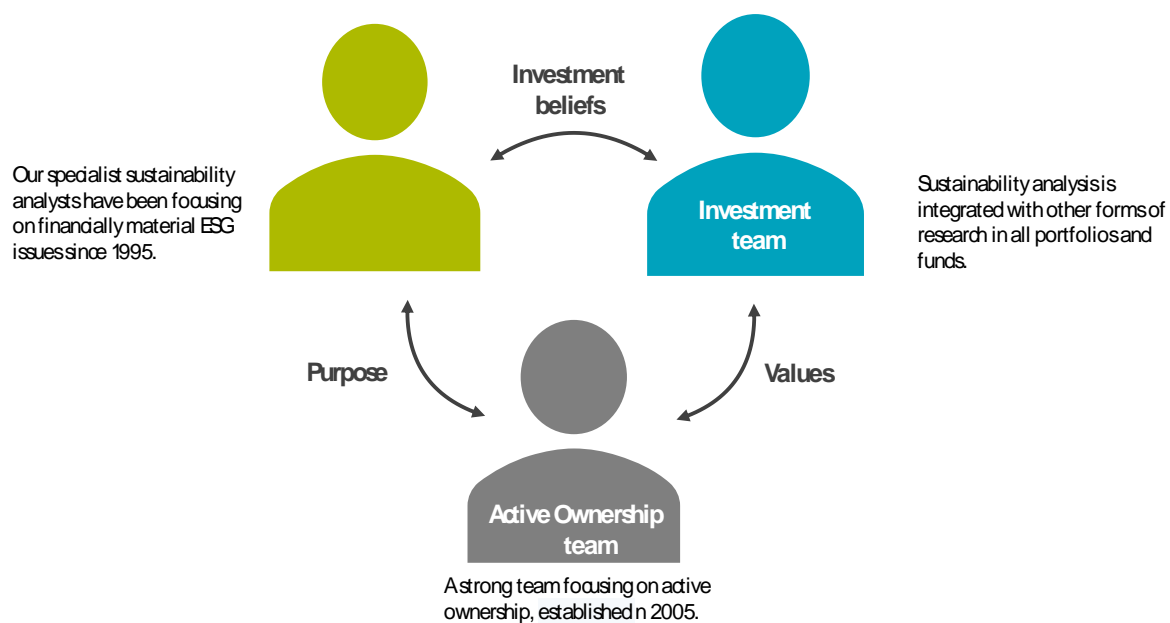 Investment
beliefs
Our specialist sustainability
analysts have been focusing
on financially material ESG
issues since 1995.
Investment
team
Sustainability analysis is
integrated with other forms of
research in all portfolios and
funds.
Purpose
Values
Active Ownership
team
A strong team focusing on active
ownership, established n 2005.